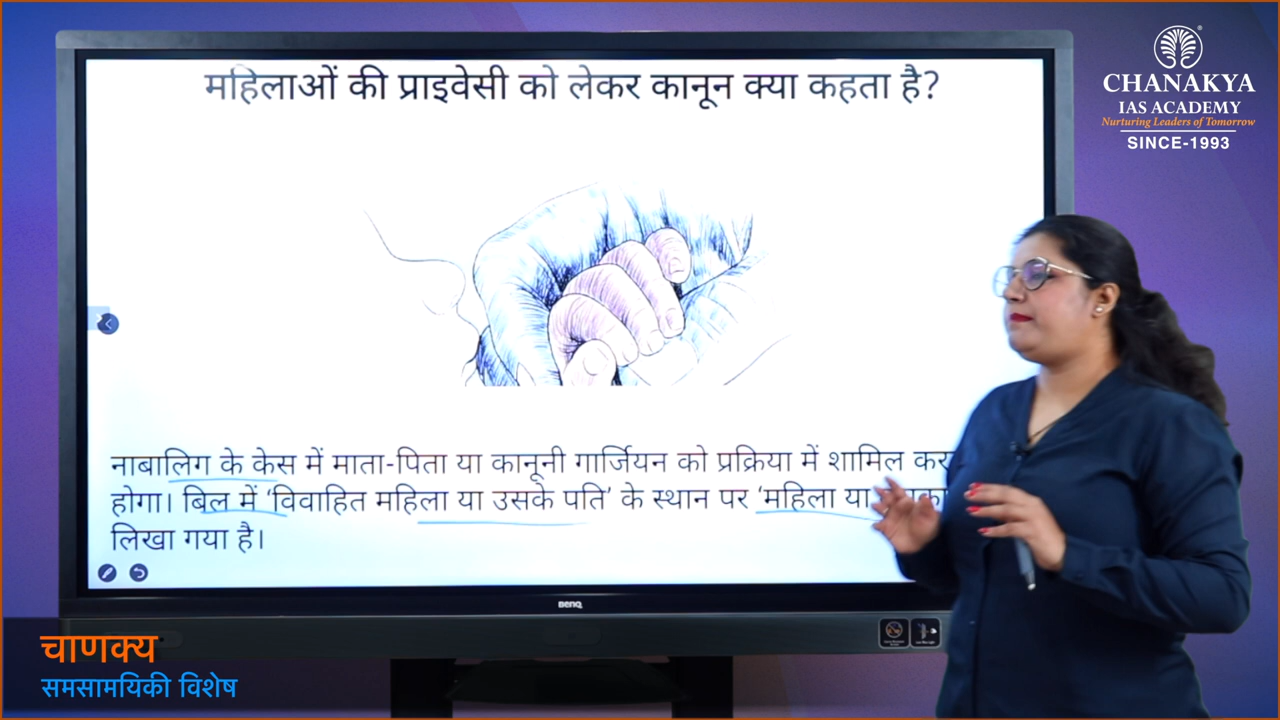 महिलाओं की प्राइवेसी को लेकर कानून क्या कहता है?
CHANAKYA
IAS ACADEMY
Nurturing Leaders of Tomorrow
SINCE-1993
नाबालिग के केस में माता-पिता या कानूनी गार्जियन को प्रक्रिया में शामिल
होगा। बिल में ‘विवाहित महिला या उसके पति’ के स्थान पर ‘महिला या
लिखा गया है।
BenQ
चाणक्य
समसामयिकी विशेष